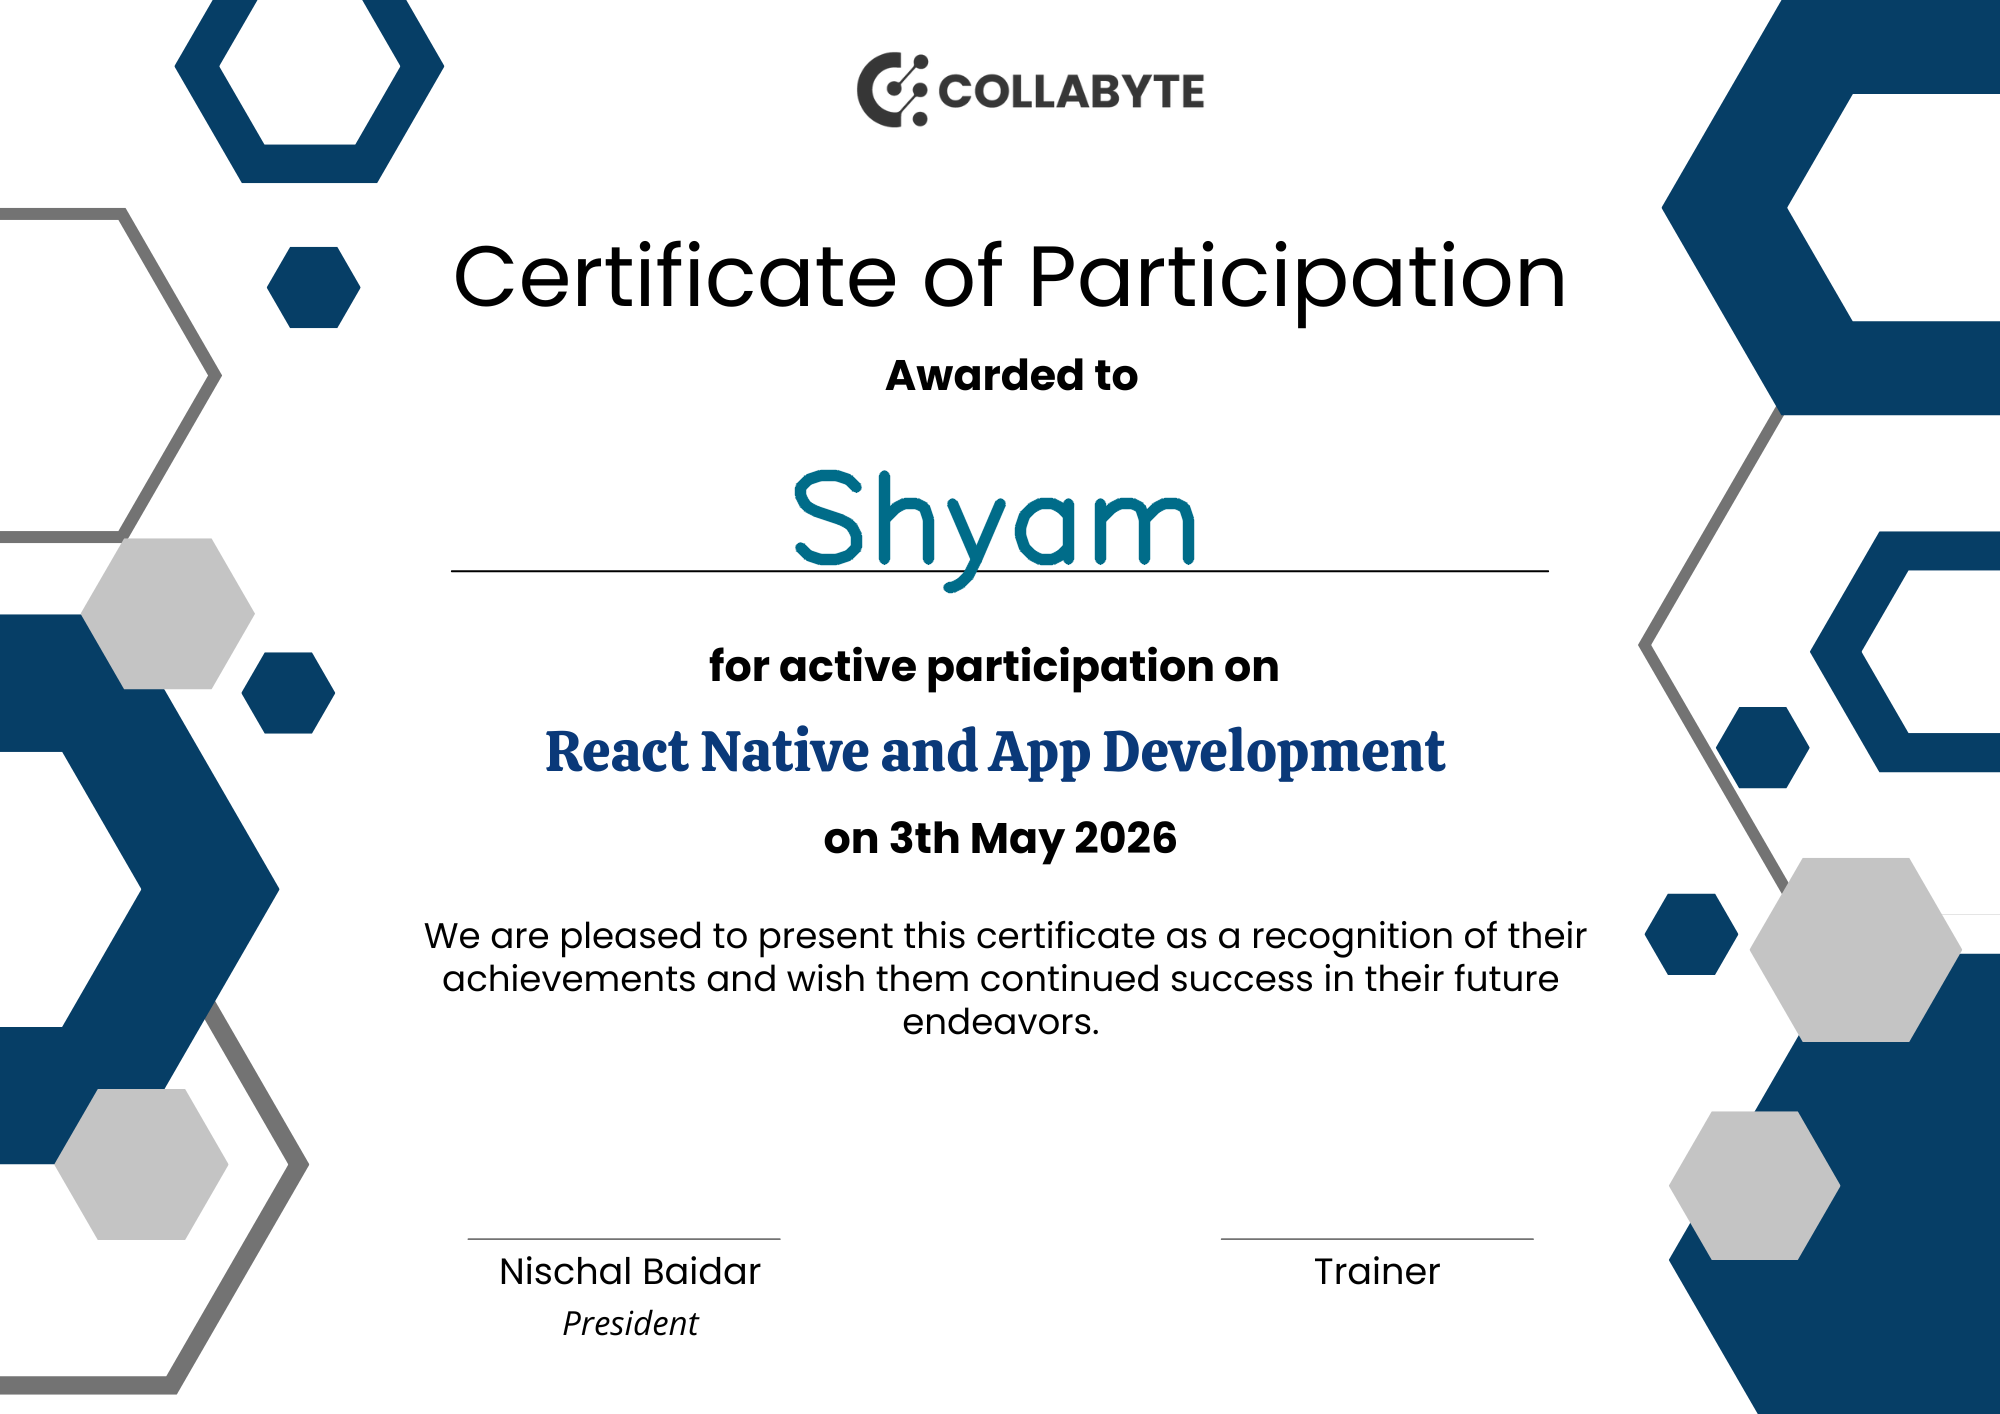 COLLABYTE
Certificate of Participation
Awarded to
Shyam
for active participation on
React Native and App Development
on 3th May 2026
We are pleased to present this certificate as a recognition of their
achievements and wish them continued success in their future
endeavors.
Nischal Baidar
President
Trainer